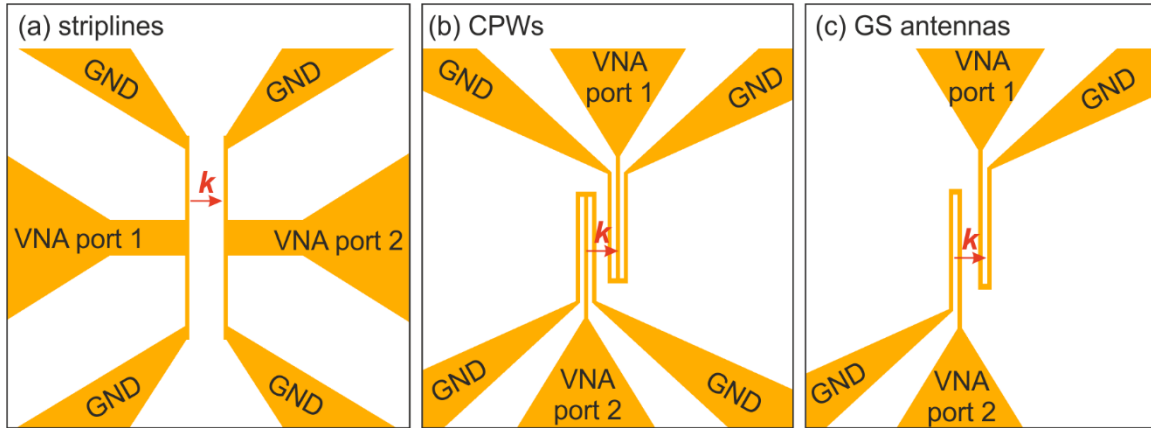 (a) striplines
GND
GND
k
VNA port 1
VNA port 2
GND
GND
(b) CPWs
VNA
port 1
GND
GND
k
GND
GND
VNA
port 2
(c) GS antennas
VNA
port 1
GND
k
GND
VNA
port 2